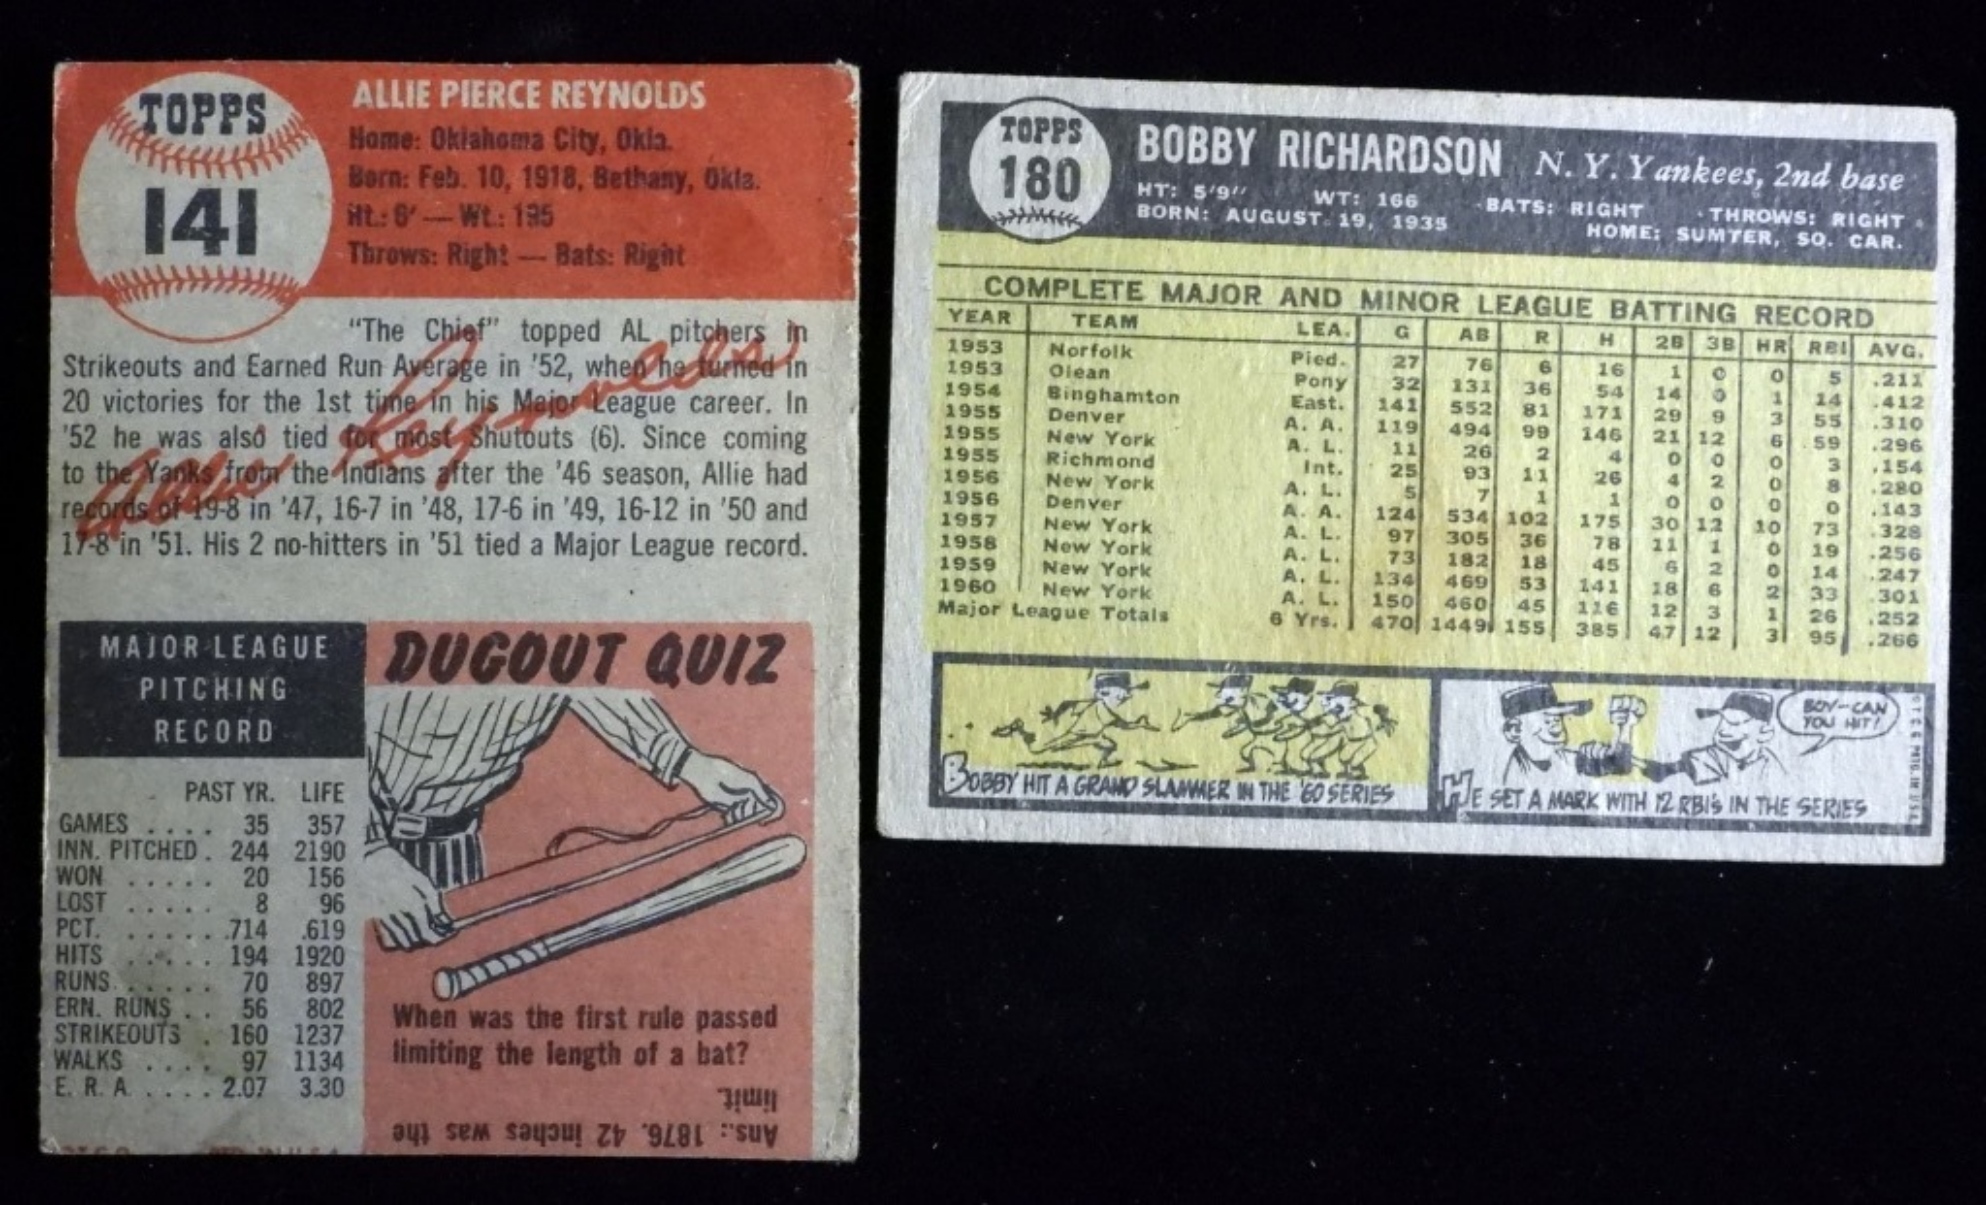 TOPPS
141
ALLIE PIERCE REYNOLDS
Home: Oklahoma City, Okla.
Born: Feb. 10, 1918, Bethany, Okla.
Ht.: 6' — Wt.: 195
Throws: Right — Bats: Right
"The Chief" topped AL pitchers in
Strikeouts and Earned Run Average in '52, when he turned in
20 victories for the 1st time in his Major League career. In
'52 he was also tied for most Shutouts (6). Since coming
to the Yanks from the Indians after the '46 season, Allie had
records of 19-8 in '47, 16-7 in '48, 17-6 in '49, 16-12 in '50 and
17-8 in '51. His 2 no-hitters in '51 tied a Major League record.
Allie Reynolds
MAJOR LEAGUE
PITCHING
RECORD
PAST YR. LIFE
GAMES . . . . 35 357
INN. PITCHED . 244 2190
WON . . . . . 20 156
LOST . . . . . 8 96
PCT. . . . . . .714 .619
HITS . . . . . 194 1920
RUNS . . . . . 70 897
ERN. RUNS . . 56 802
STRIKEOUTS . 160 1237
WALKS . . . . 97 1134
E. R. A. . . . . 2.07 3.30
DUGOUT QUIZ
When was the first rule passed
limiting the length of a bat?
Ans.: 1876. 42 inches was the
limit.
TOPPS
180
BOBBY RICHARDSON N. Y. Yankees, 2nd base
HT: 5'9" WT: 166 BATS: RIGHT THROWS: RIGHT
BORN: AUGUST 19, 1935 HOME: SUMTER, SO. CAR.
COMPLETE MAJOR AND MINOR LEAGUE BATTING RECORD
YEAR TEAM LEA. G AB R H 2B 3B HR RBI AVG.
1953 Norfolk Pied. 27 76 6 16 1 0 0 5 .211
1953 Olean Pony 32 131 36 54 14 0 1 14 .412
1954 Binghamton East. 141 552 81 171 29 9 3 55 .310
1955 Denver A. A. 119 494 99 146 21 12 6 59 .296
1955 New York A. L. 11 26 2 4 0 0 0 3 .154
1955 Richmond Int. 25 93 11 26 4 2 0 8 .280
1956 New York A. L. 5 7 1 1 0 0 0 0 .143
1956 Denver A. A. 124 534 102 175 30 12 10 73 .328
1957 New York A. L. 97 305 36 78 11 1 0 19 .256
1958 New York A. L. 73 182 18 45 6 2 0 14 .247
1959 New York A. L. 134 469 53 141 18 6 2 33 .301
1960 New York A. L. 150 460 45 116 12 3 1 26 .252
Major League Totals 6 Yrs. 470 1449 155 385 47 12 3 95 .266
BOBBY HIT A GRAND SLAMMER IN THE '60 SERIES
BOY-CAN
YOU HIT!
HE SET A MARK WITH 12 RBI'S IN THE SERIES